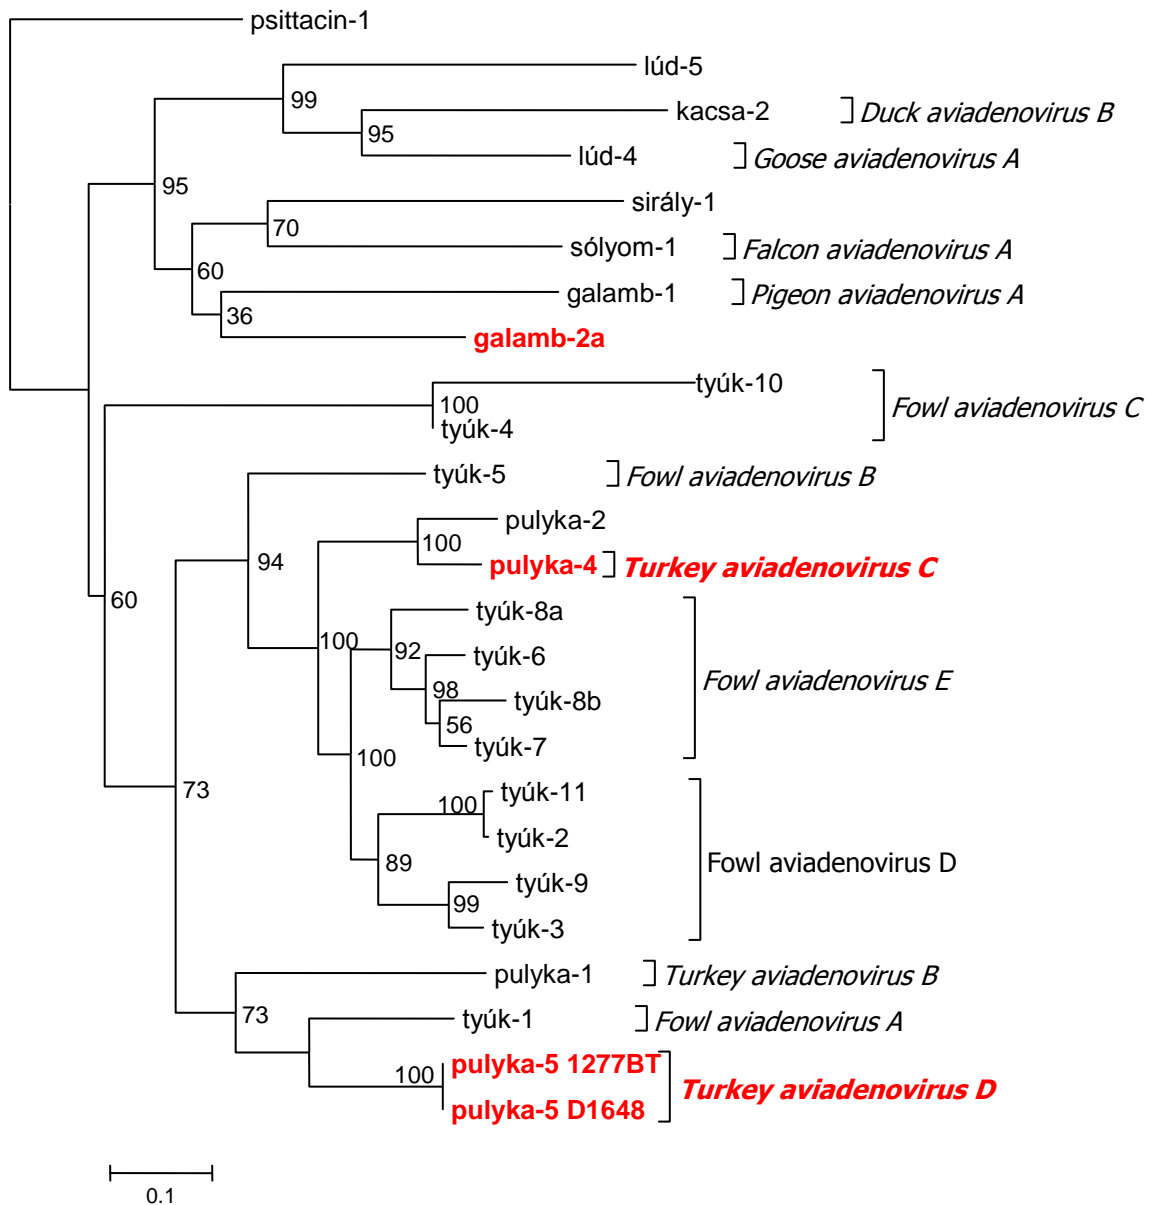 psittacin-1
lúd-5
99
kacsa-2 Duck aviadenovirus B
95
lúd-4 Goose aviadenovirus A
95
sirály-1
70
sólyom-1 Falcon aviadenovirus A
60
galamb-1 Pigeon aviadenovirus A
36
galamb-2a
tyúk-10
100 Fowl aviadenovirus C
tyúk-4
tyúk-5 Fowl aviadenovirus B
pulyka-2
100
94
pulyka-4 Turkey aviadenovirus C
60
tyúk-8a
100
92
tyúk-6
Fowl aviadenovirus E
98
tyúk-8b
56
tyúk-7
100
73
tyúk-11
100
tyúk-2
89 Fowl aviadenovirus D
tyúk-9
99
tyúk-3
pulyka-1 Turkey aviadenovirus B
73
tyúk-1 Fowl aviadenovirus A
pulyka-5 1277BT
100
Turkey aviadenovirus D
pulyka-5 D1648
0.1